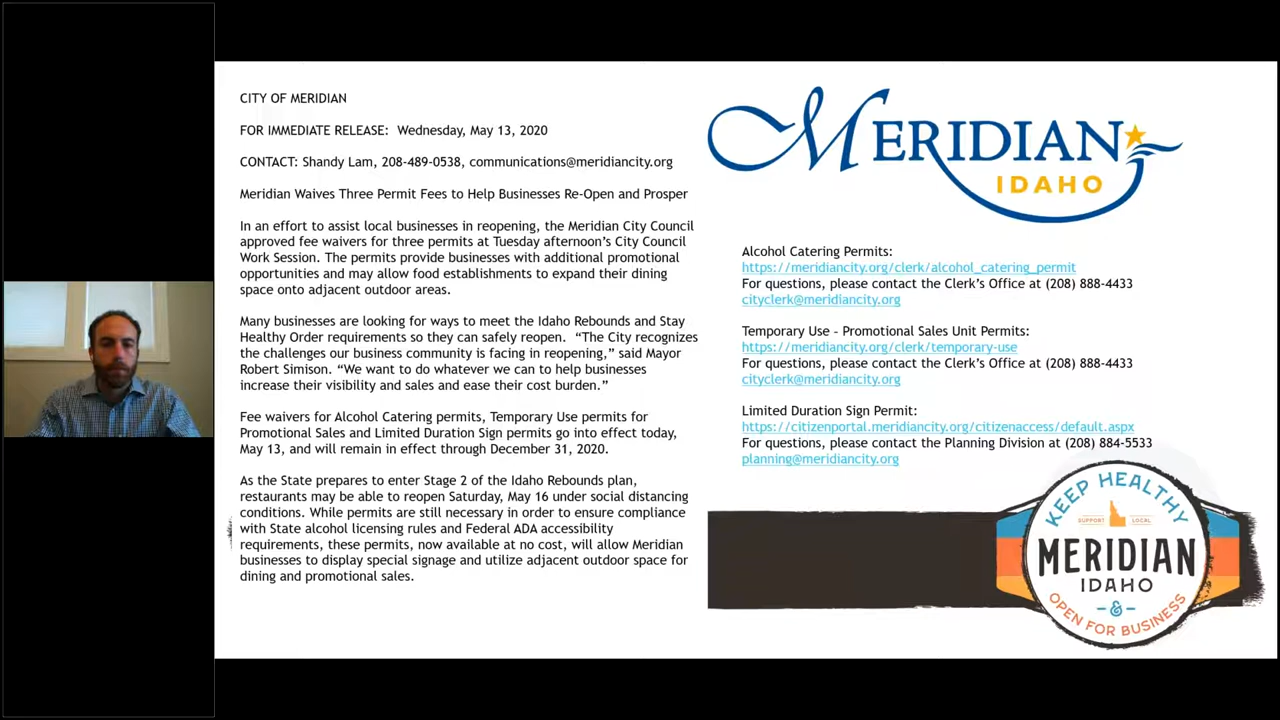 CITY OF MERIDIAN
FOR IMMEDIATE RELEASE:  Wednesday, May 13, 2020
CONTACT: Shandy Lam, 208-489-0538, communications@meridiancity.org
Meridian Waives Three Permit Fees to Help Businesses Re-Open and Prosper
In an effort to assist local businesses in reopening, the Meridian City Council
approved fee waivers for three permits at Tuesday afternoon’s City Council
Work Session. The permits provide businesses with additional promotional
opportunities and may allow food establishments to expand their dining
space onto adjacent outdoor areas.
Many businesses are looking for ways to meet the Idaho Rebounds and Stay
Healthy Order requirements so they can safely reopen.  “The City recognizes
the challenges our business community is facing in reopening,” said Mayor
Robert Simison. “We want to do whatever we can to help businesses
increase their visibility and sales and ease their cost burden.”
Fee waivers for Alcohol Catering permits, Temporary Use permits for
Promotional Sales and Limited Duration Sign permits go into effect today,
May 13, and will remain in effect through December 31, 2020.
As the State prepares to enter Stage 2 of the Idaho Rebounds plan,
restaurants may be able to reopen Saturday, May 16 under social distancing
conditions. While permits are still necessary in order to ensure compliance
with State alcohol licensing rules and Federal ADA accessibility
requirements, these permits, now available at no cost, will allow Meridian
businesses to display special signage and utilize adjacent outdoor space for
dining and promotional sales.
MERIDIAN
IDAHO
Alcohol Catering Permits:
https://meridiancity.org/clerk/alcohol_catering_permit
For questions, please contact the Clerk’s Office at (208) 888-4433
cityclerk@meridiancity.org
Temporary Use – Promotional Sales Unit Permits:
https://meridiancity.org/clerk/temporary-use
For questions, please contact the Clerk’s Office at (208) 888-4433
cityclerk@meridiancity.org
Limited Duration Sign Permit:
https://citizenportal.meridiancity.org/citizenaccess/default.aspx
For questions, please contact the Planning Division at (208) 884-5533
planning@meridiancity.org
KEEP HEALTHY
SUPPORT LOCAL
MERIDIAN
IDAHO
&
OPEN FOR BUSINESS